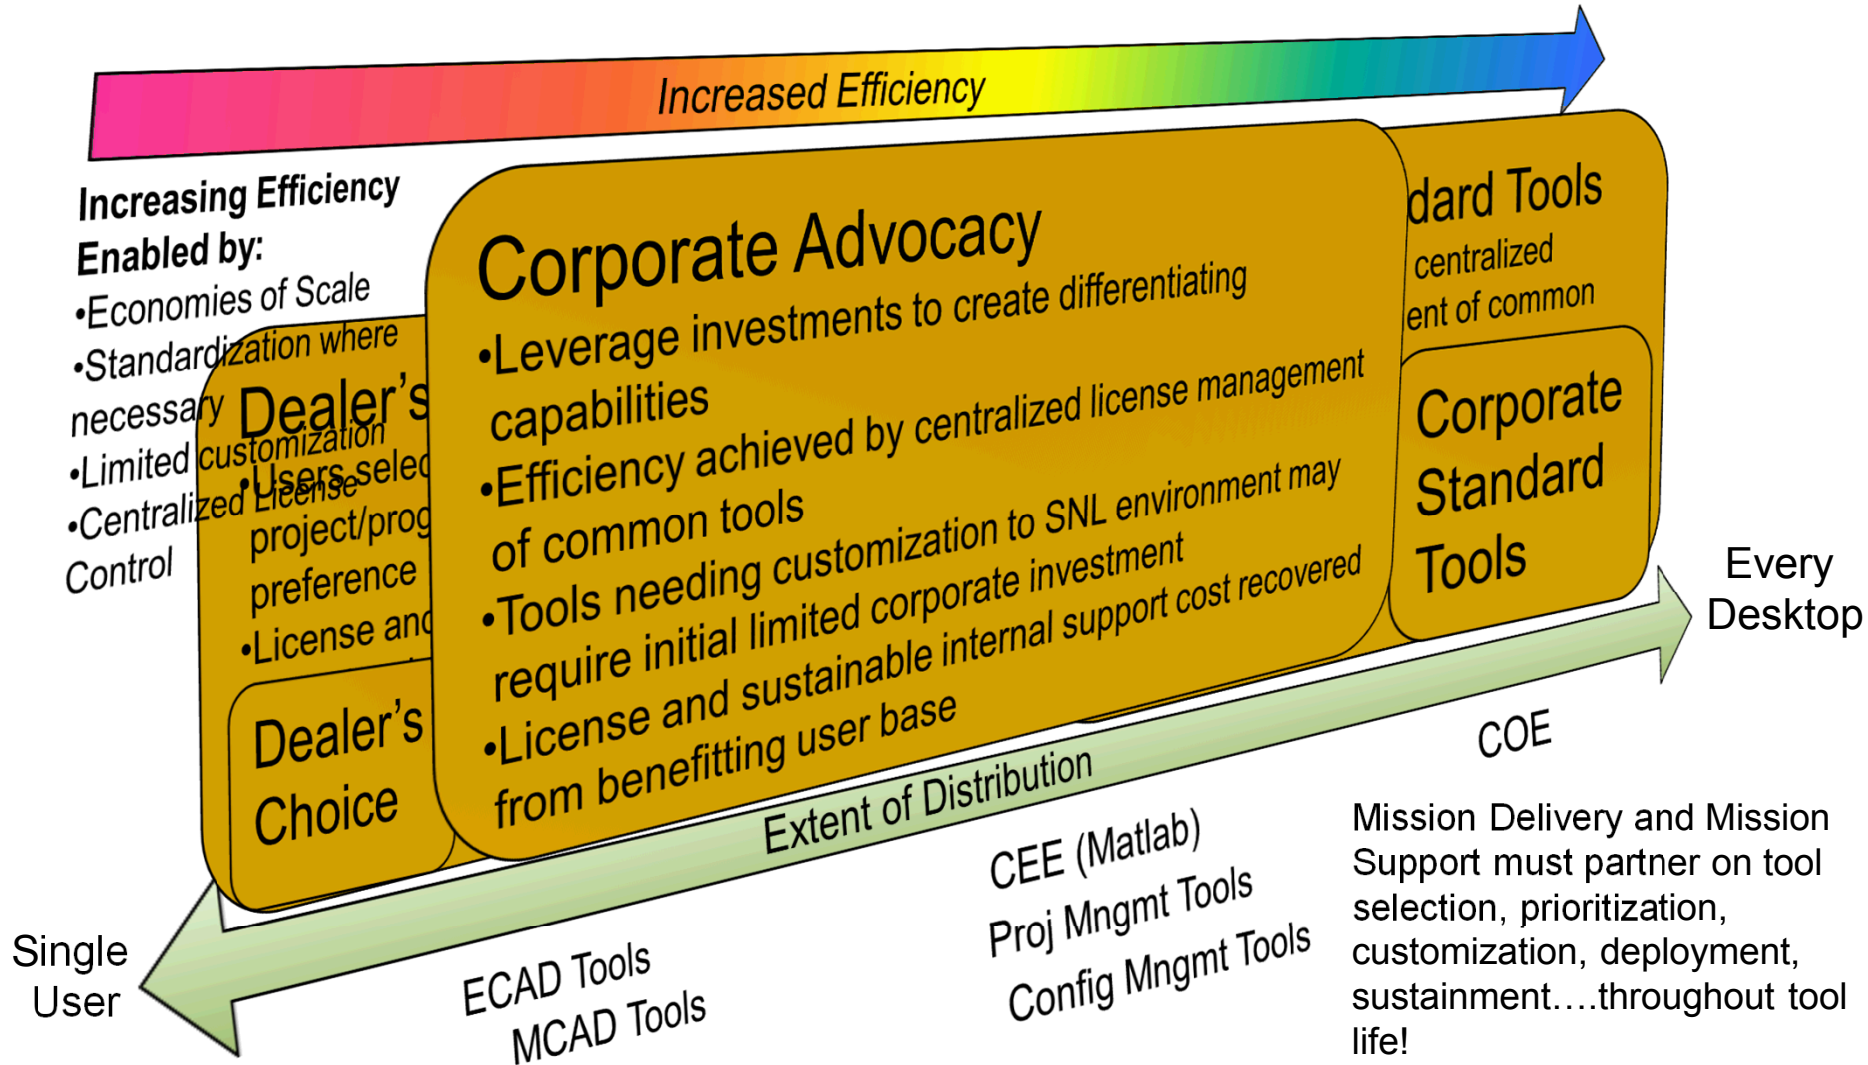 Increased Efficiency
Increasing Efficiency
Enabled by:
•Economies of Scale
•Standardization where
necessary
•Limited customization
•Centralized License
Control
Dealer's
•Users selec
project/prog
preference
•License and
Dealer's
Choice
Corporate Advocacy
•Leverage investments to create differentiating
capabilities
•Efficiency achieved by centralized license management
of common tools
•Tools needing customization to SNL environment may
require initial limited corporate investment
•License and sustainable internal support cost recovered
from benefitting user base
dard Tools
centralized
ent of common
Corporate
Standard
Tools
Every
Desktop
Extent of Distribution
Single
User
ECAD Tools
MCAD Tools
CEE (Matlab)
Proj Mngmt Tools
Config Mngmt Tools
COE
Mission Delivery and Mission
Support must partner on tool
selection, prioritization,
customization, deployment,
sustainment….throughout tool
life!